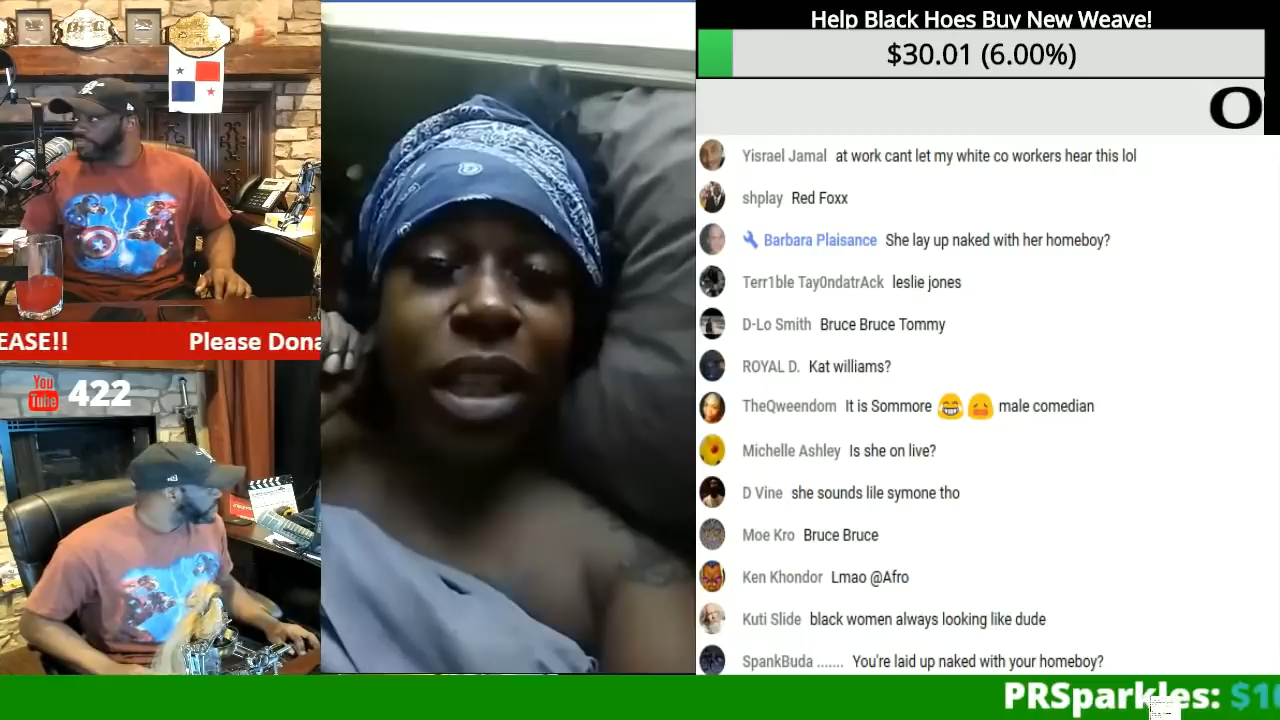 Help Black Hoes Buy New Weave!
$30.01 (6.00%)
O
Yisrael Jamal at work cant let my white co workers hear this lol
shplay Red Foxx
Barbara Plaisance She lay up naked with her homeboy?
Terr1ble Tay0ndatrAck leslie jones
D-Lo Smith Bruce Bruce Tommy
ROYAL D. Kat williams?
TheQweendom It is Sommore 😂 😩 male comedian
Michelle Ashley Is she on live?
D Vine she sounds lile symone tho
Moe Kro Bruce Bruce
Ken Khondor Lmao @Afro
Kuti Slide black women always looking like dude
SpankBuda ....... You're laid up naked with your homeboy?
EASE!! Please Dona
You Tube 422
PRSparkles: $10